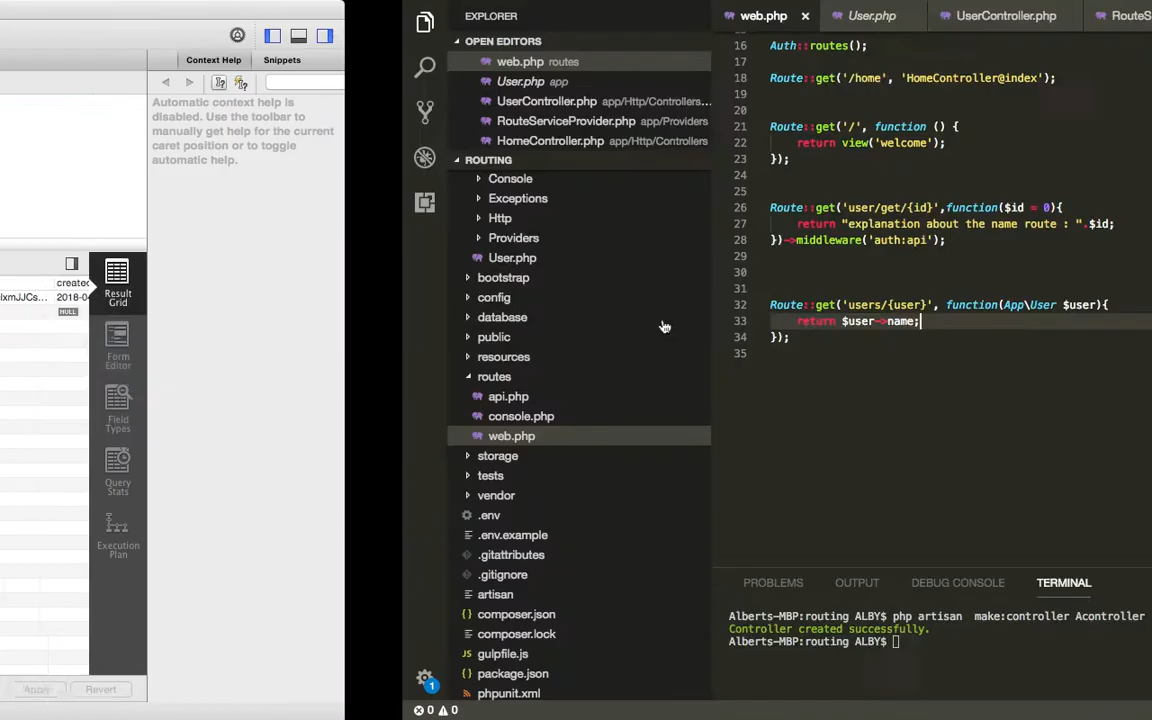 Context Help
Snippets
Automatic context help is
disabled. Use the toolbar to
manually get help for the current
caret position or to toggle
automatic help.
created
lxmJJCs...
2018-04
NULL
Result
Grid
Form
Editor
Field
Types
Query
Stats
Execution
Plan
Apply
Revert
EXPLORER
OPEN EDITORS
web.php routes
User.php app
UserController.php app/Http/Controllers...
RouteServiceProvider.php app/Providers
HomeController.php app/Http/Controllers
ROUTING
Console
Exceptions
Http
Providers
User.php
bootstrap
config
database
public
resources
routes
api.php
console.php
web.php
storage
tests
vendor
.env
.env.example
.gitattributes
.gitignore
artisan
{ } composer.json
{ } composer.lock
JS gulpfile.js
{ } package.json
phpunit.xml
1
0 0
web.php User.php UserController.php RouteS
16 Auth::routes();
17
18 Route::get('/home', 'HomeController@index');
19
20
21 Route::get('/', function () {
22 return view('welcome');
23 });
24
25
26 Route::get('user/get/{id}',function($id = 0){
27 return "explanation about the name route : ".$id;
28 })->middleware('auth:api');
29
30
31
32 Route::get('users/{user}', function(App\User $user){
33 return $user->name;
34 });
35
PROBLEMS OUTPUT DEBUG CONSOLE TERMINAL
Alberts-MBP:routing ALBY$ php artisan make:controller Acontroller
Controller created successfully.
Alberts-MBP:routing ALBY$